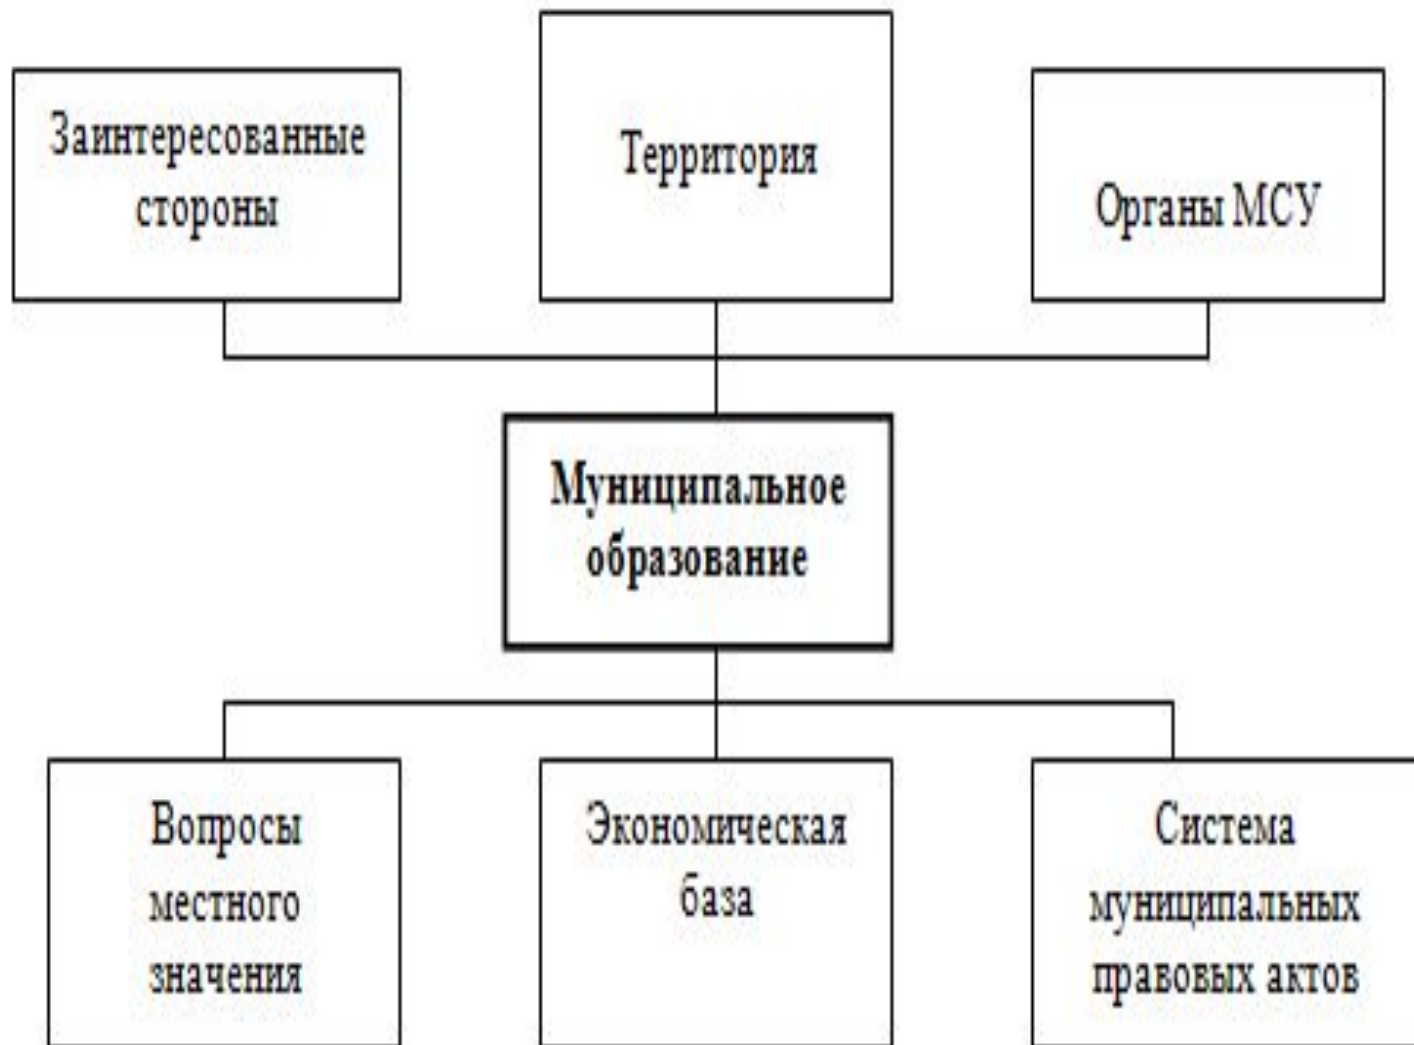 Заинтересованные
стороны
Территория
Органы МСУ
Муниципальное
образование
Вопросы
местного
значения
Экономическая
база
Система
муниципальных
правовых актов